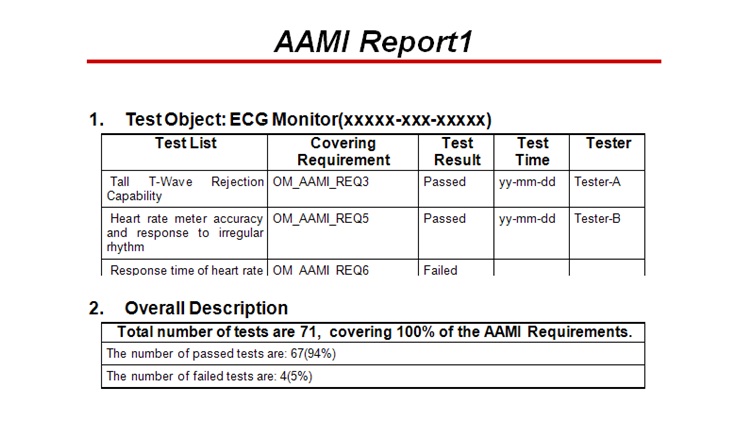 AAMI Report1
1. Test Object: ECG Monitor(xxxxx-xxx-xxxxx)
Test List Covering Requirement Test Result Test Time Tester
Tall T-Wave Rejection Capability OM_AAMI_REQ3 Passed yy-mm-dd Tester-A
Heart rate meter accuracy and response to irregular rhythm OM_AAMI_REQ5 Passed yy-mm-dd Tester-B
Response time of heart rate OM_AAMI_REQ6 Failed
2. Overall Description
Total number of tests are 71, covering 100% of the AAMI Requirements.
The number of passed tests are: 67(94%)
The number of failed tests are: 4(5%)